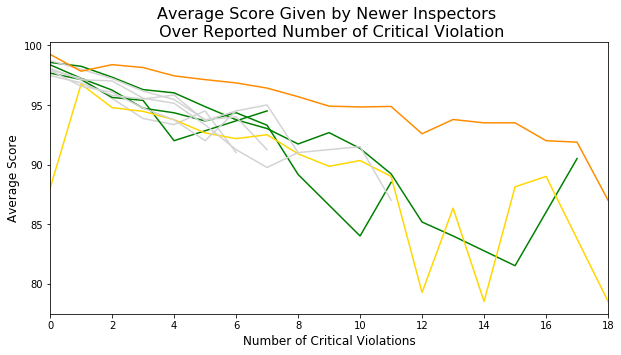 Average Score Given by Newer Inspectors
Over Reported Number of Critical Violation
100
95
90
85
80
Average Score
0 2 4 6 8 10 12 14 16 18
Number of Critical Violations